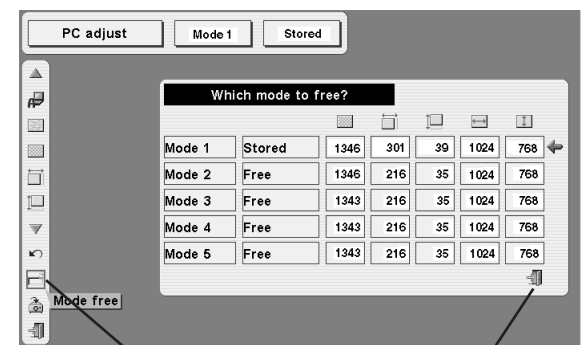 PC adjust Mode 1 Stored
Which mode to free?
Mode 1 Stored 1346 301 39 1024 768
Mode 2 Free 1346 216 35 1024 768
Mode 3 Free 1343 216 35 1024 768
Mode 4 Free 1343 216 35 1024 768
Mode 5 Free 1343 216 35 1024 768
Mode free